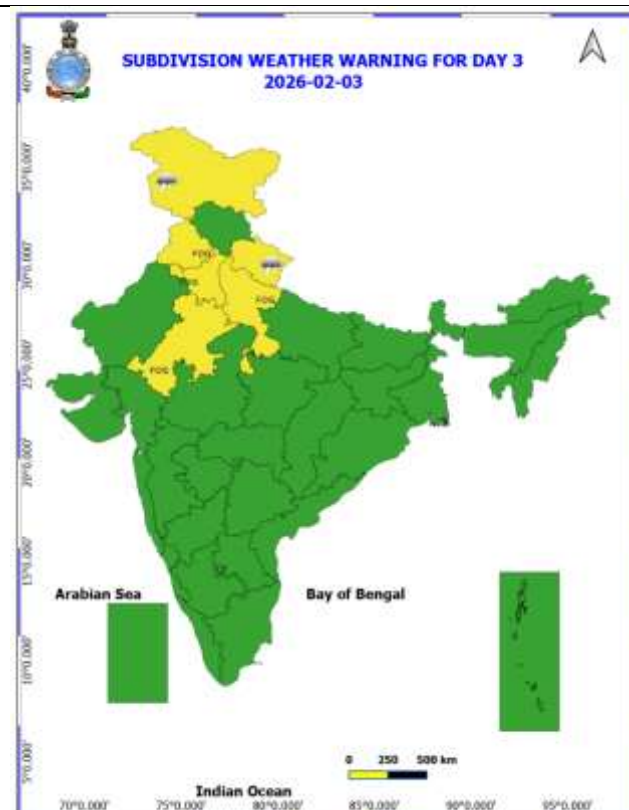 SUBDIVISION WEATHER WARNING FOR DAY 3
2026-02-03
40°0.000'
35°0.000'
30°0.000'
25°0.000'
20°0.000'
15°0.000'
10°0.000'
5°0.000'
FOG
FOG
FOG
Arabian Sea
Bay of Bengal
0 250 500 km
Indian Ocean
70°0.000' 75°0.000' 80°0.000' 85°0.000' 90°0.000' 95°0.000'